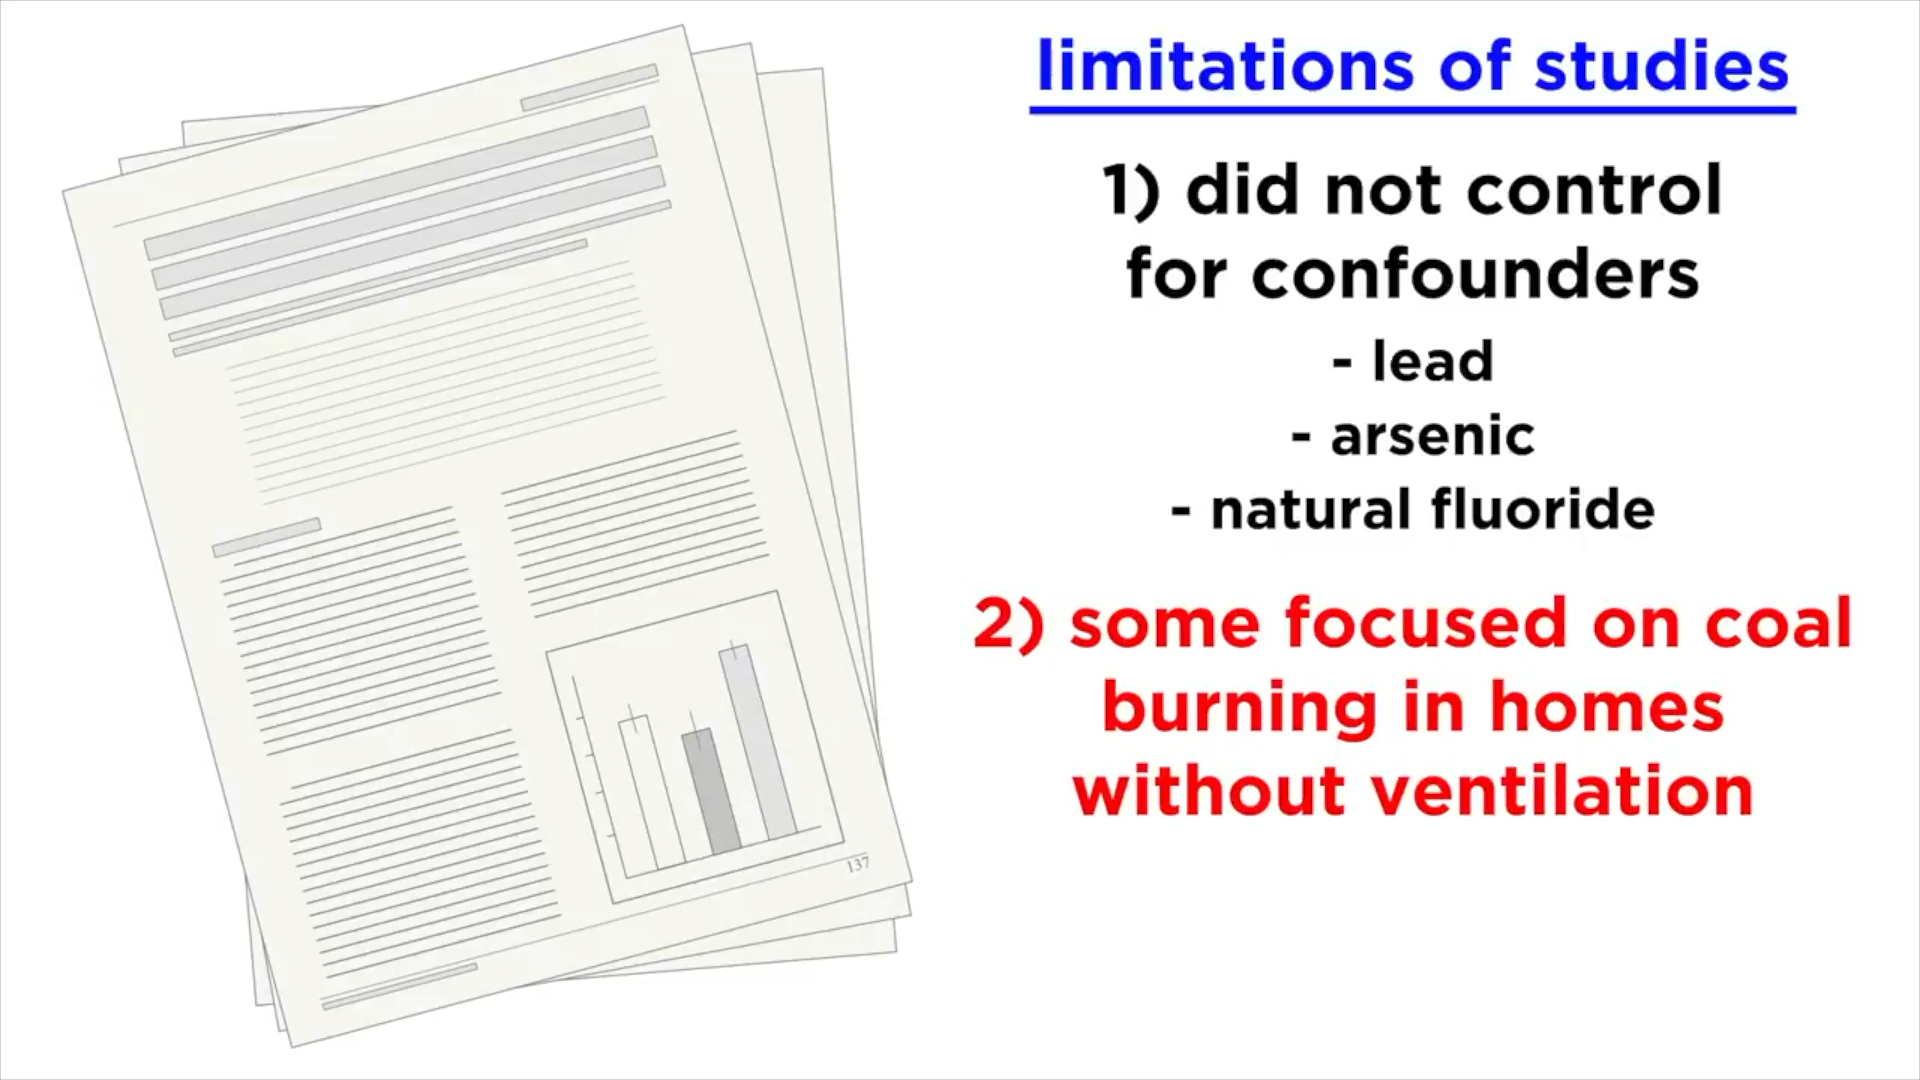 limitations of studies
1) did not control
for confounders
- lead
- arsenic
- natural fluoride
2) some focused on coal
burning in homes
without ventilation
137